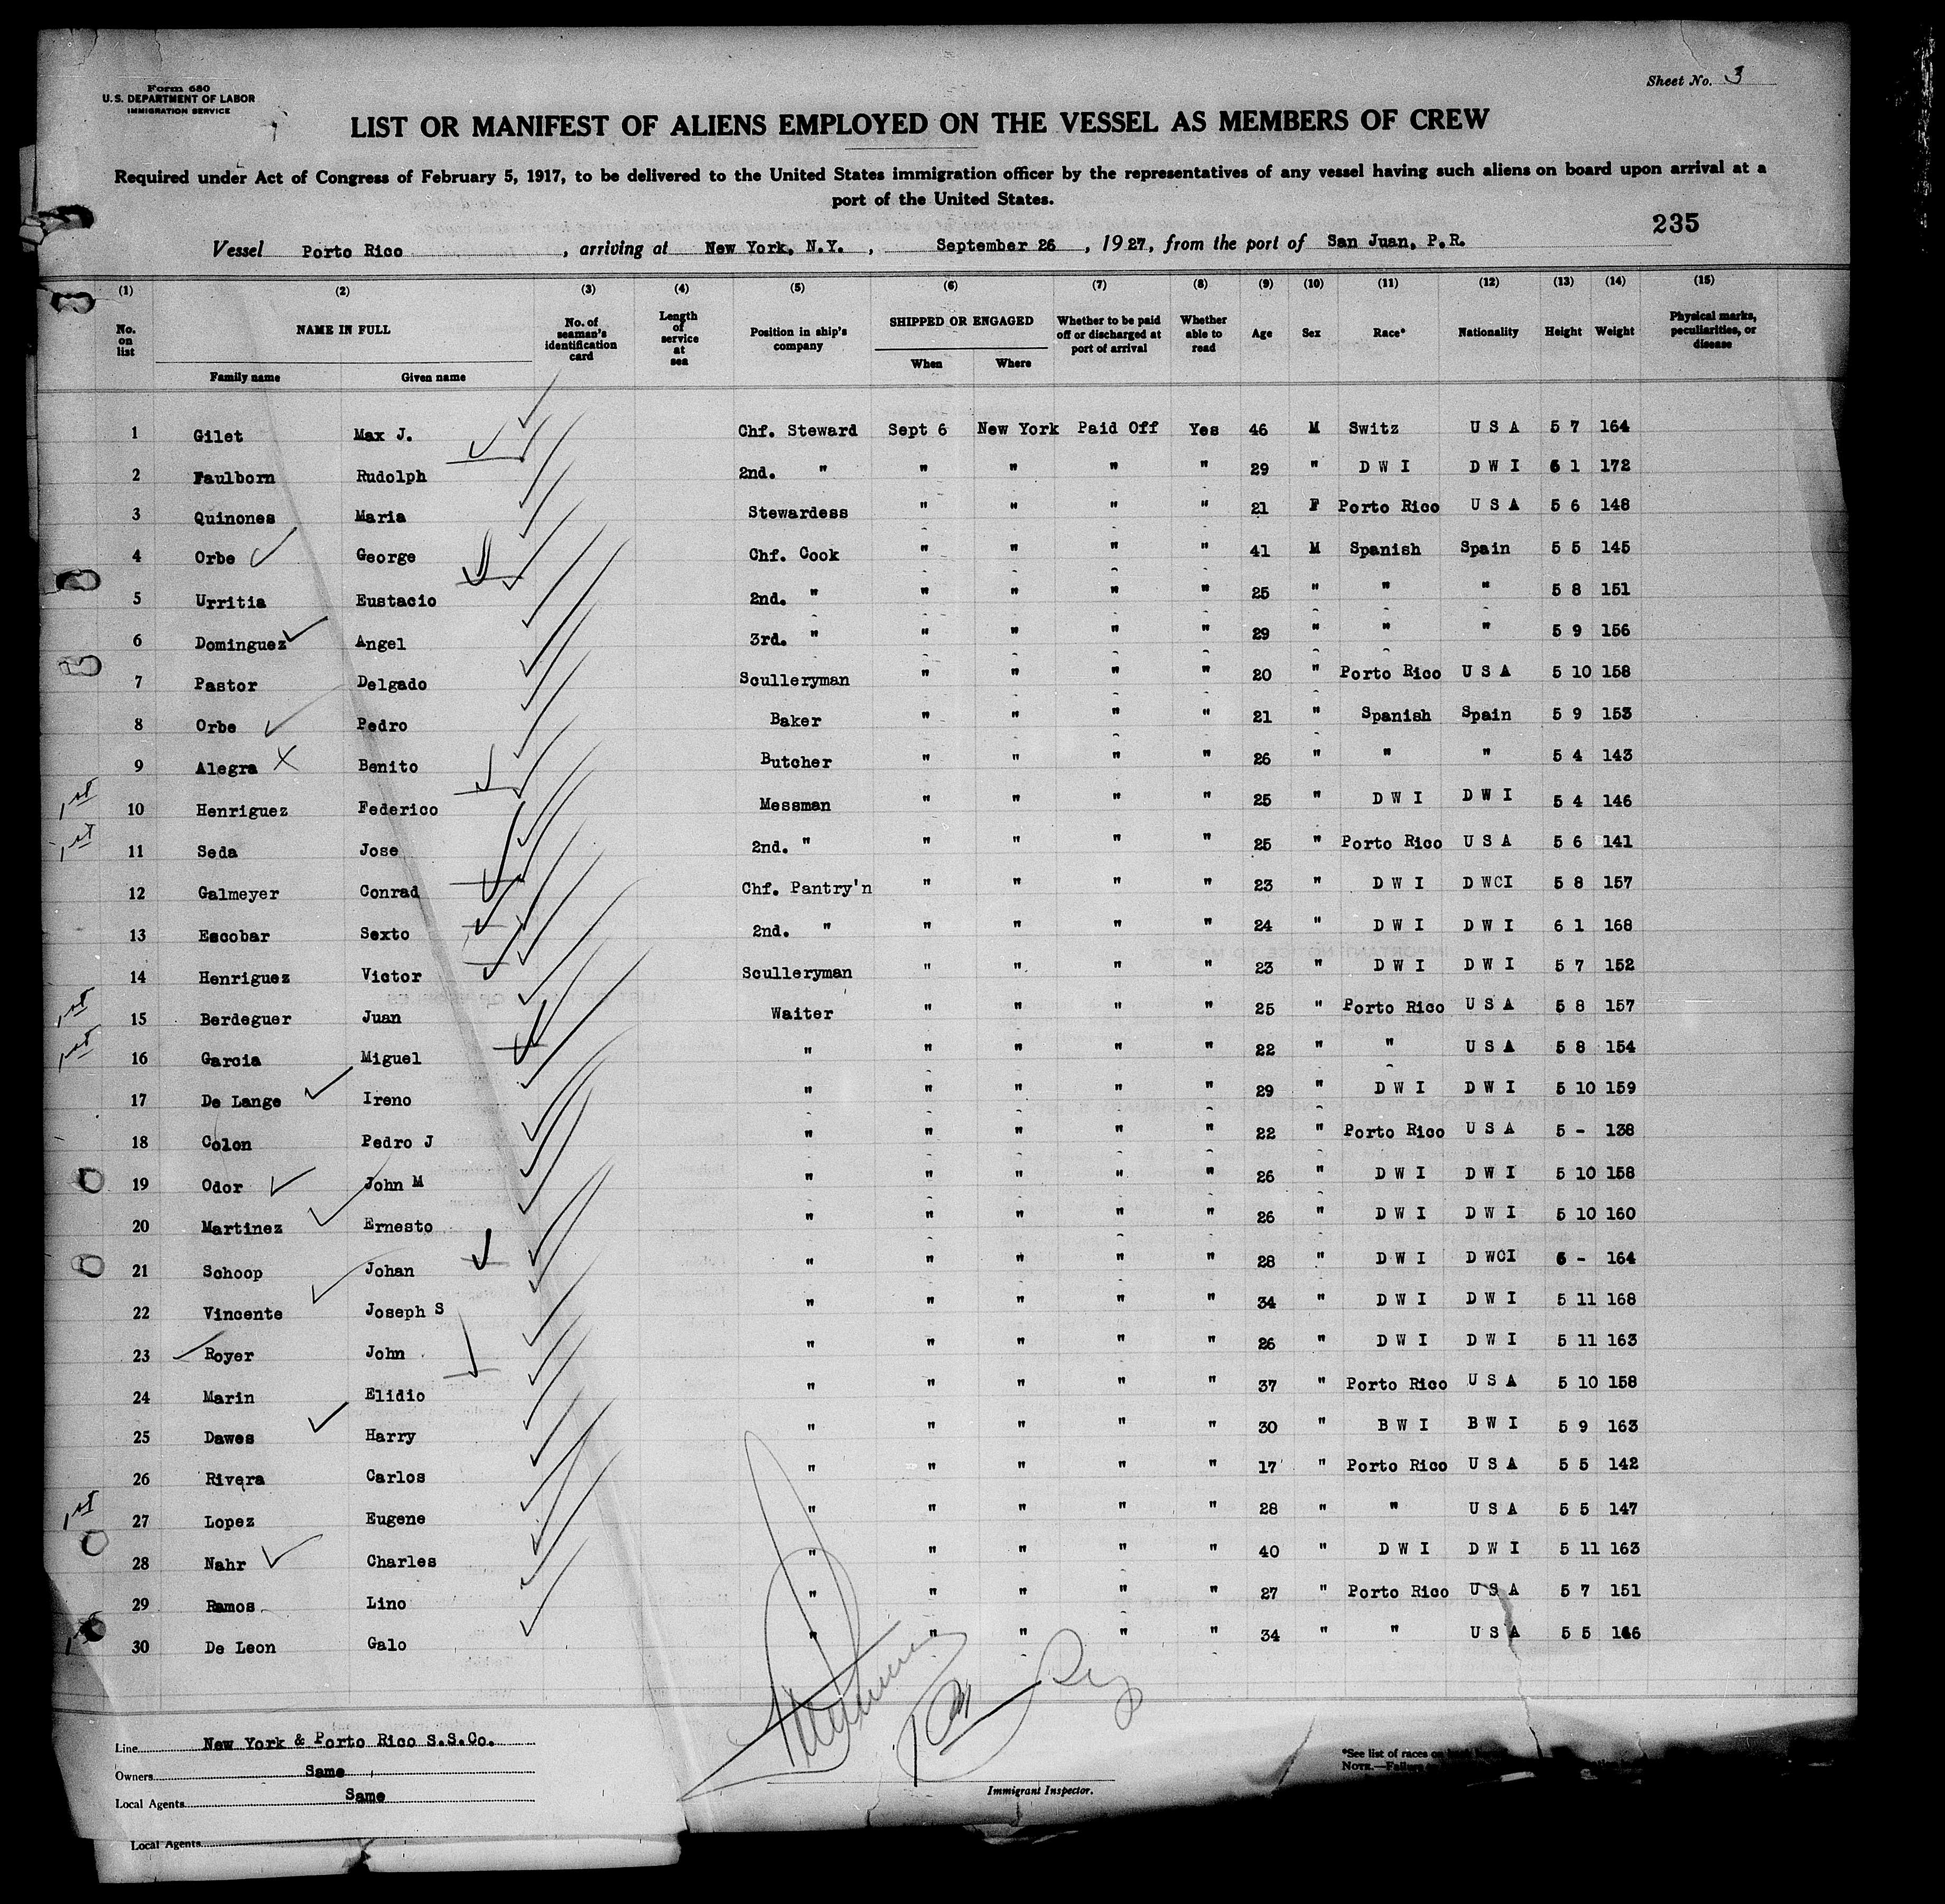 Form 680
U. S. DEPARTMENT OF LABOR
IMMIGRATION SERVICE
Sheet No. 3
LIST OR MANIFEST OF ALIENS EMPLOYED ON THE VESSEL AS MEMBERS OF CREW
Required under Act of Congress of February 5, 1917, to be delivered to the United States immigration officer by the representatives of any vessel having such aliens on board upon arrival at a
port of the United States.
235
Vessel Porto Rico, arriving at New York, N.Y., September 26, 1927, from the port of San Juan, P.R.
(1) (2) (3) (4) (5) (6) (7) (8) (9) (10) (11) (12) (13) (14) (15)
No. on list NAME IN FULL Family name Given name No. of seaman's identification card Length of service at sea Position in ship's company SHIPPED OR ENGAGED When Where Whether to be paid off or discharged at port of arrival Whether able to read Age Sex Race* Nationality Height Weight Physical marks, peculiarities, or disease
1 Gilet Max J. Chf. Steward Sept 6 New York Paid Off Yes 46 M Switz U S A 5 7 164
2 Faulborn Rudolph 2nd. " " " " " 29 " D W I D W I 6 1 172
3 Quinones Maria Stewardess " " " " 21 F Porto Rico U S A 5 6 148
4 Orbe George Chf. Cook " " " " 41 M Spanish Spain 5 5 145
5 Urritia Eustacio 2nd. " " " " " 25 " " " 5 8 151
6 Dominguez Angel 3rd. " " " " " 29 " " " 5 9 156
7 Pastor Delgado Sculleryman " " " " 20 " Porto Rico U S A 5 10 158
8 Orbe Pedro Baker " " " " 21 " Spanish Spain 5 9 153
9 Alegra Benito Butcher " " " " 26 " " " 5 4 143
1st 10 Henriguez Federico Messman " " " " 25 " D W I D W I 5 4 146
1st 11 Seda Jose 2nd. " " " " " 25 " Porto Rico U S A 5 6 141
12 Galmeyer Conrad Chf. Pantry'n " " " " 23 " D W I D WCI 5 8 157
13 Escobar Sexto 2nd. " " " " " 24 " D W I D W I 6 1 168
14 Henriguez Victor Sculleryman " " " " 23 " D W I D W I 5 7 152
1st 15 Berdeguer Juan Waiter " " " " 25 " Porto Rico U S A 5 8 157
1st 16 Garcia Miguel " " " " " 22 " " U S A 5 8 154
17 De Lange Ireno " " " " " 29 " D W I D W I 5 10 159
18 Colon Pedro J " " " " " 22 " Porto Rico U S A 5 - 138
19 Odor John M " " " " " 26 " D W I D W I 5 10 158
20 Martinez Ernesto " " " " " 26 " D W I D W I 5 10 160
21 Schoop Johan " " " " " 28 " D W I D WCI 6 - 164
22 Vincente Joseph S " " " " " 34 " D W I D W I 5 11 168
23 Royer John " " " " " 26 " D W I D W I 5 11 163
24 Marin Elidio " " " " " 37 " Porto Rico U S A 5 10 158
25 Dawes Harry " " " " " 30 " B W I B W I 5 9 163
26 Rivera Carlos " " " " " 17 " Porto Rico U S A 5 5 142
1st 27 Lopez Eugene " " " " " 28 " " U S A 5 5 147
28 Nahr Charles " " " " " 40 " D W I D W I 5 11 163
29 Ramos Lino " " " " " 27 " Porto Rico U S A 5 7 151
30 De Leon Galo " " " " " 34 " " U S A 5 5 146
Line New York & Porto Rico S.S.Co.
Owners Same
Local Agents Same
Immigrant Inspector.
*See list of races on
NOTE.—
Local Agents